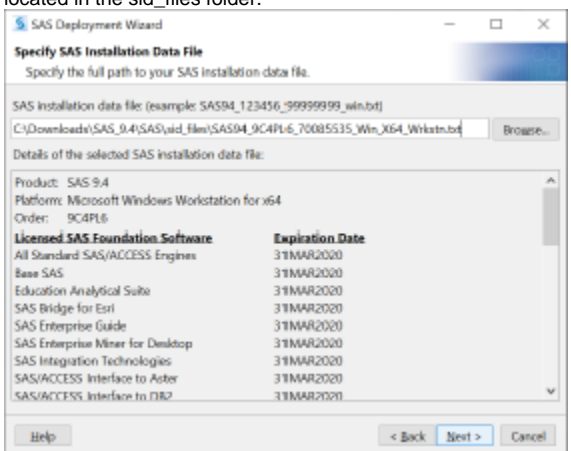 located in the sid_files folder.
SAS Deployment Wizard
Specify SAS Installation Data File
Specify the full path to your SAS installation data file.
SAS installation data file: (example: SAS94_123456_99999999_win.txt)
C:\Downloads\SAS_9.4\SAS\sid_files\SAS94_9C4PL6_70085535_Win_X64_Wrkstn.txt Browse...
Details of the selected SAS installation data file:
Product: SAS 9.4
Platform: Microsoft Windows Workstation for x64
Order: 9C4PL6
Licensed SAS Foundation Software Expiration Date
All Standard SAS/ACCESS Engines 31MAR2020
Base SAS 31MAR2020
Education Analytical Suite 31MAR2020
SAS Bridge for Esri 31MAR2020
SAS Enterprise Guide 31MAR2020
SAS Enterprise Miner for Desktop 31MAR2020
SAS Integration Technologies 31MAR2020
SAS/ACCESS Interface to Aster 31MAR2020
SAS/ACCESS Interface to DB2 31MAR2020
Help < Back Next > Cancel